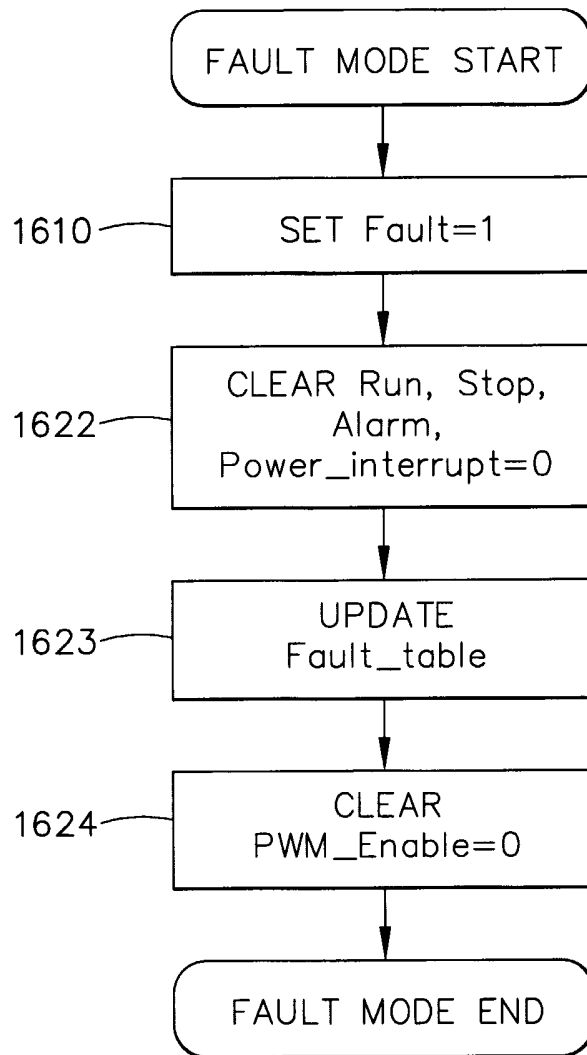 FAULT MODE START
1610
SET Fault=1
1622
CLEAR Run, Stop,
Alarm,
Power_interrupt=0
1623
UPDATE
Fault_table
1624
CLEAR
PWM_Enable=0
FAULT MODE END